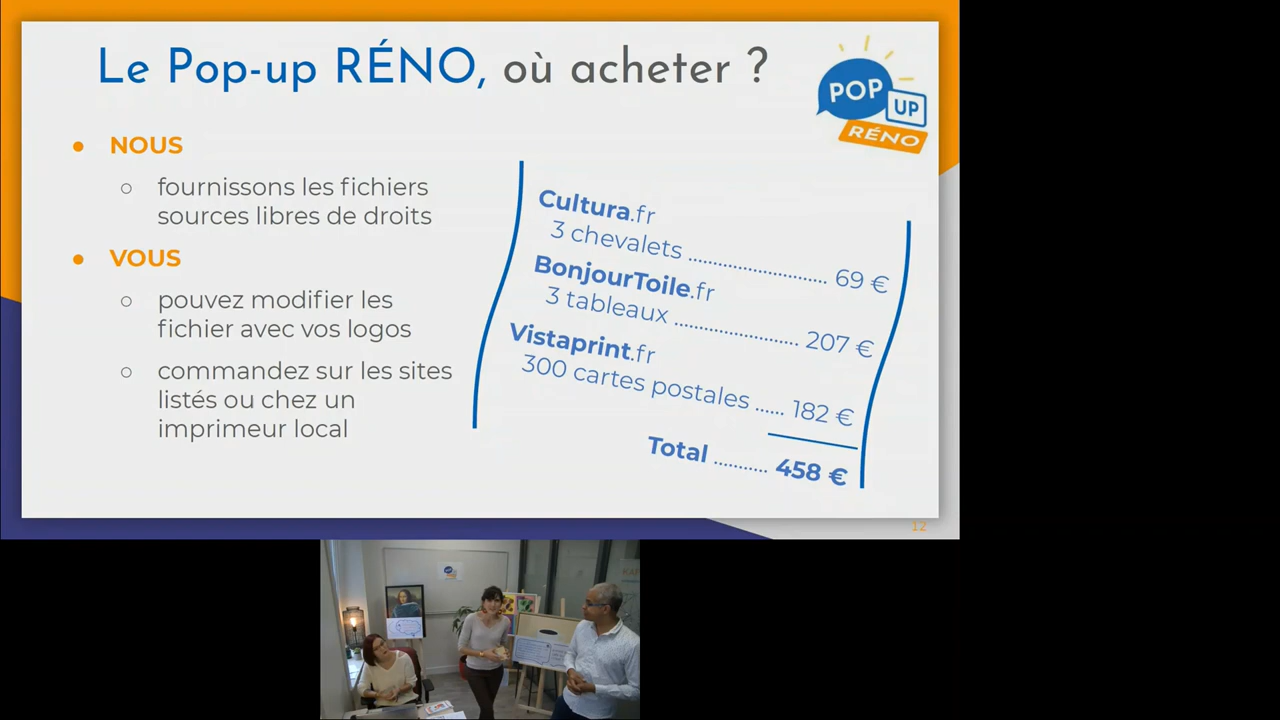 Le Pop-up RÉNO, où acheter ?
POP
UP
RÉNO
NOUS
fournissons les fichiers
sources libres de droits
VOUS
pouvez modifier les
fichier avec vos logos
commandez sur les sites
listés ou chez un
imprimeur local
Cultura.fr
3 chevalets ........................... 69 €
BonjourToile.fr
3 tableaux ........................ 207 €
Vistaprint.fr
300 cartes postales ...... 182 €
Total ........... 458 €
12